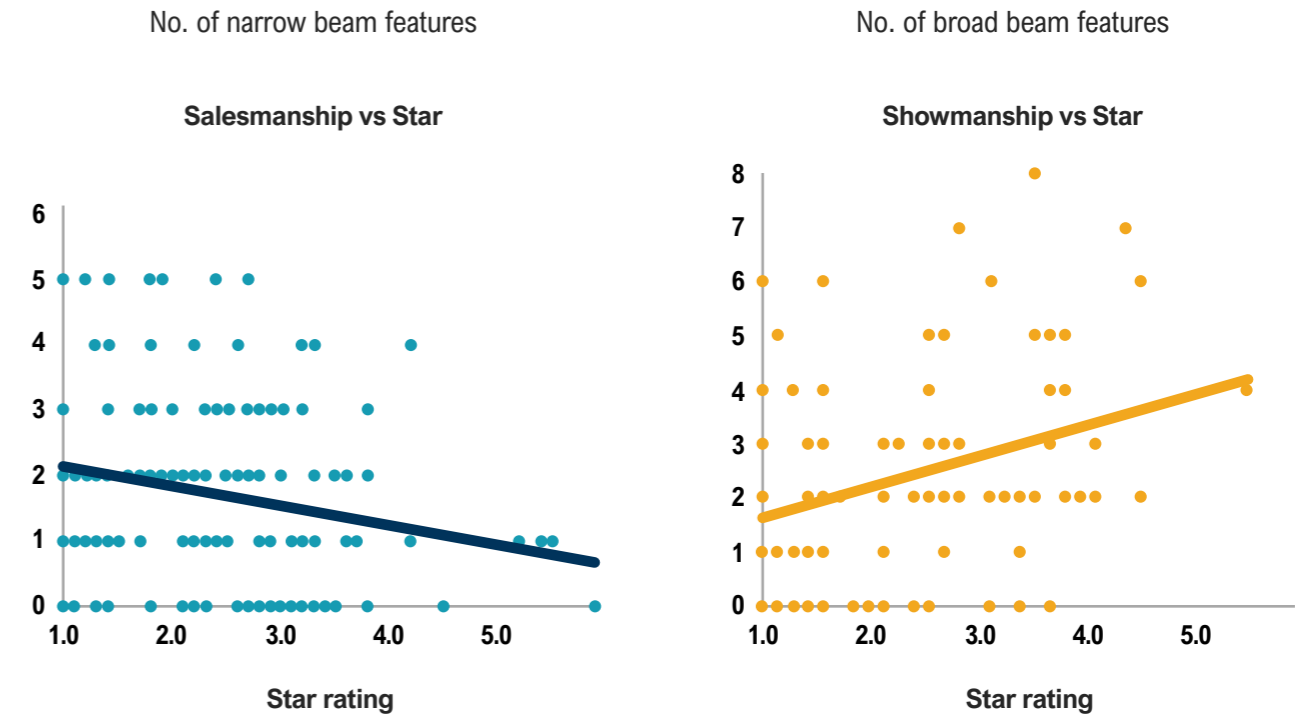 No. of narrow beam features
Salesmanship vs Star
6
5
4
3
2
1
0
1.0 2.0 3.0 4.0 5.0
Star rating
No. of broad beam features
Showmanship vs Star
8
7
6
5
4
3
2
1
0
1.0 2.0 3.0 4.0 5.0
Star rating